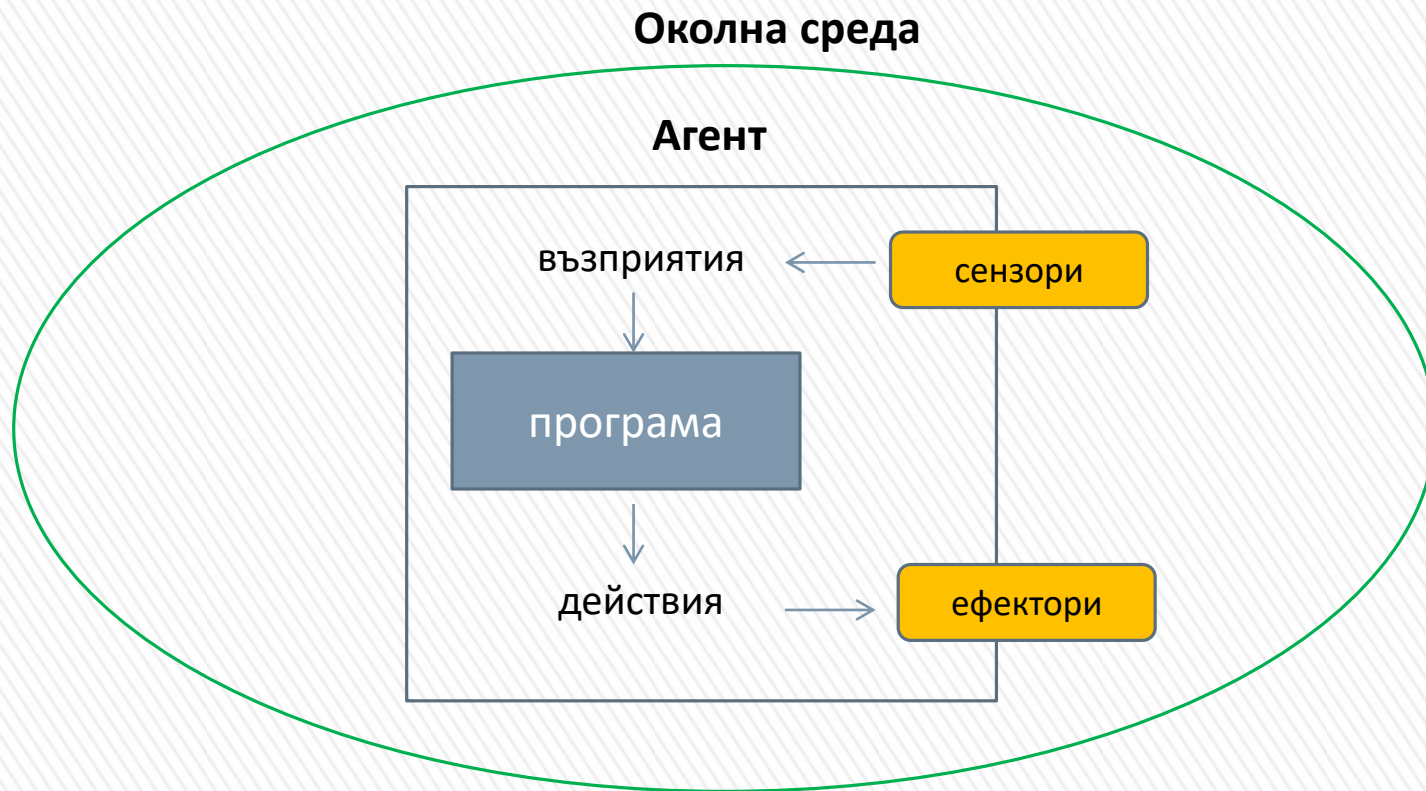 Околна среда
Агент
възприятия
сензори
програма
действия
ефектори